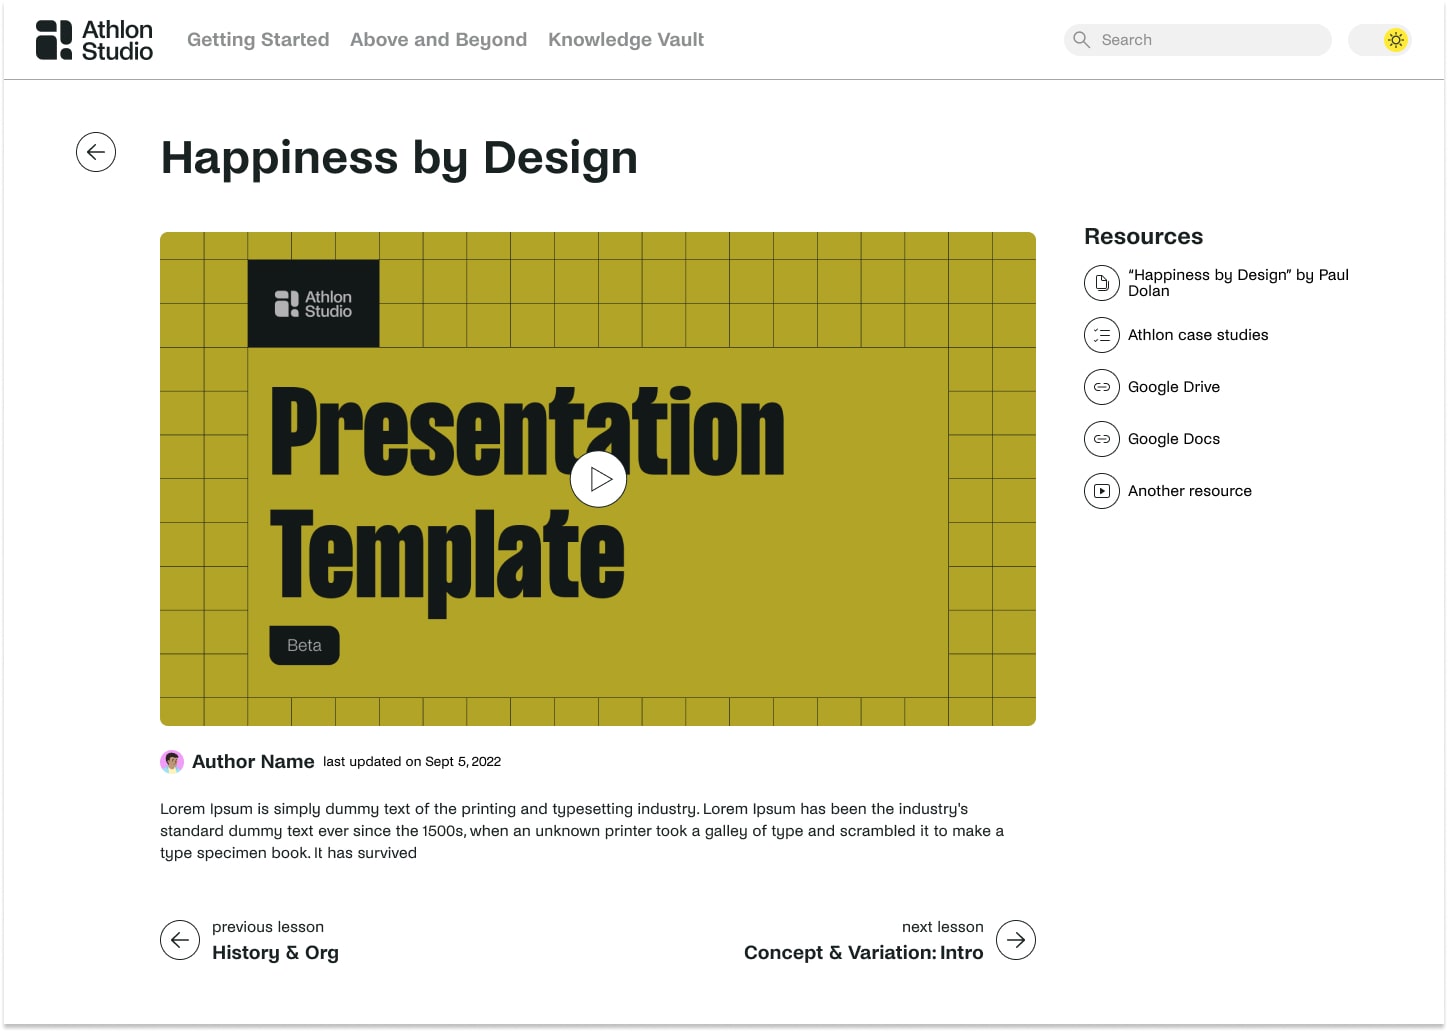 Athlon
Studio
Getting Started
Above and Beyond
Knowledge Vault
Search
Happiness by Design
Athlon
Studio
Presentation
Template
Beta
Resources
“Happiness by Design” by Paul
Dolan
Athlon case studies
Google Drive
Google Docs
Another resource
Author Name last updated on Sept 5, 2022
Lorem Ipsum is simply dummy text of the printing and typesetting industry. Lorem Ipsum has been the industry's
standard dummy text ever since the 1500s, when an unknown printer took a galley of type and scrambled it to make a
type specimen book. It has survived
previous lesson
History & Org
next lesson
Concept & Variation: Intro